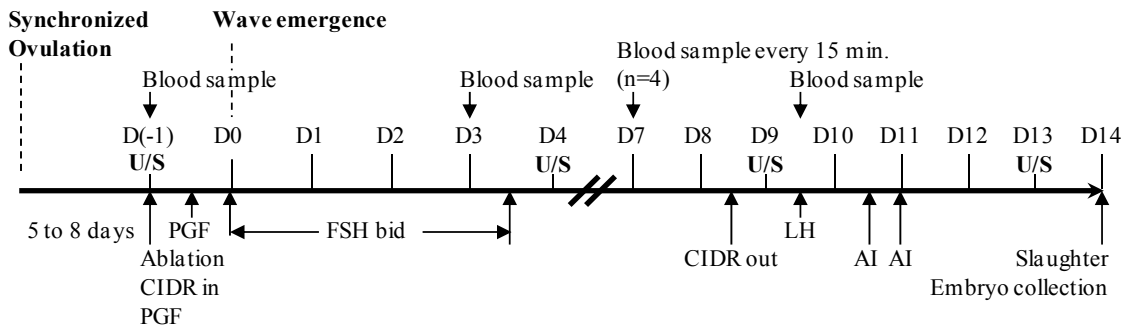 Synchronized
Ovulation
Wave emergence
Blood sample
Blood sample
Blood sample every 15 min.
(n=4)
Blood sample
D(-1) D0 D1 D2 D3 D4 D7 D8 D9 D10 D11 D12 D13 D14
U/S U/S U/S U/S
5 to 8 days PGF FSH bid LH
Ablation
CIDR in
PGF
CIDR out AI AI Slaughter
Embryo collection